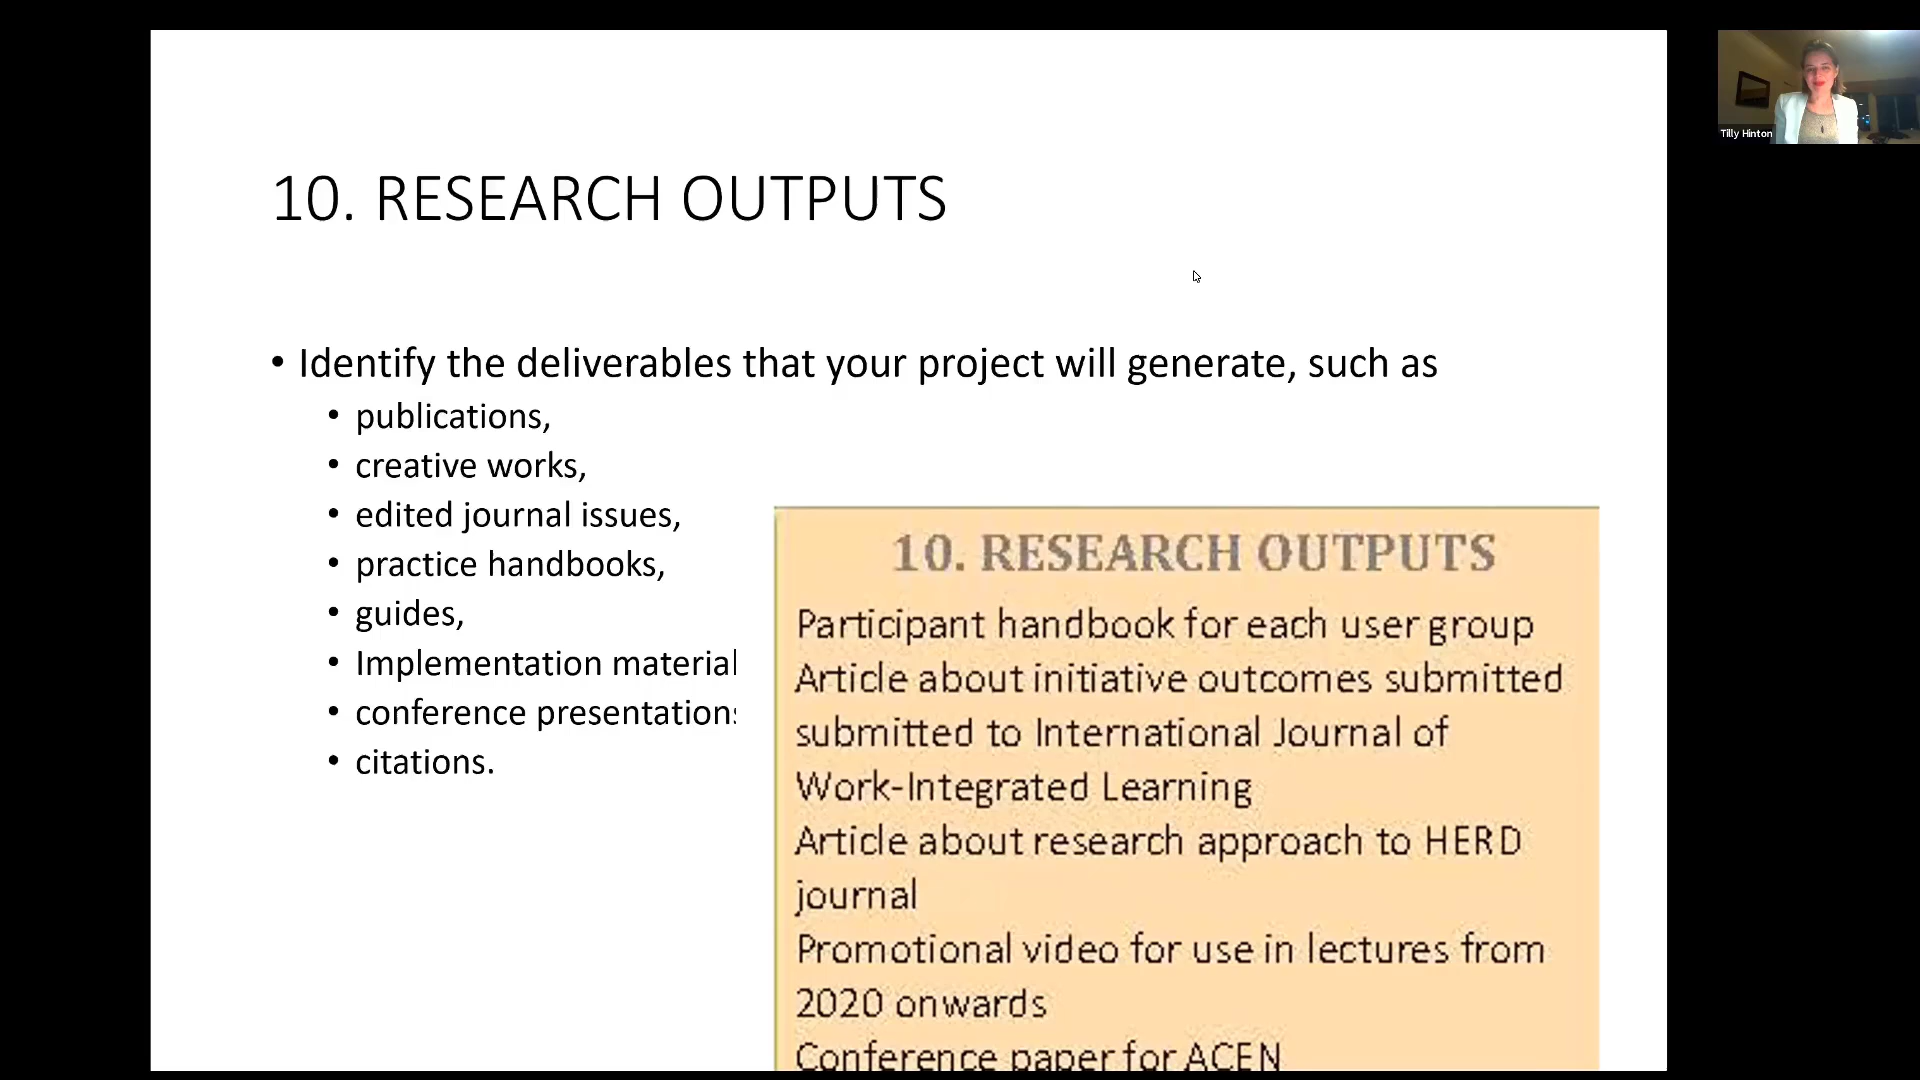 10. RESEARCH OUTPUTS
• Identify the deliverables that your project will generate, such as
• publications,
• creative works,
• edited journal issues,
• practice handbooks,
• guides,
• Implementation material
• conference presentations
• citations.
10. RESEARCH OUTPUTS
Participant handbook for each user group
Article about initiative outcomes submitted
submitted to International Journal of
Work-Integrated Learning
Article about research approach to HERD
journal
Promotional video for use in lectures from
2020 onwards
Conference paper for ACEN
Tilly Hinton